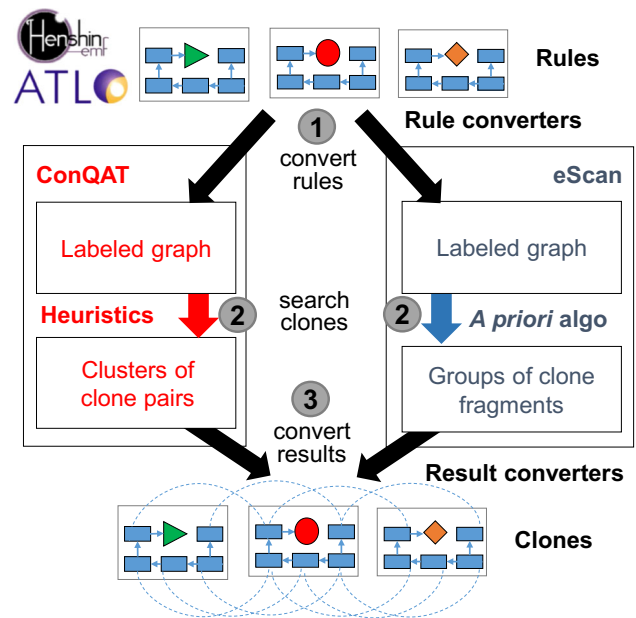 Henshin
emf
ATL
Rules
Rule converters
1
convert
rules
ConQAT
eScan
Labeled graph
Labeled graph
Heuristics
2
search
clones
2
A priori algo
Clusters of
clone pairs
Groups of clone
fragments
3
convert
results
Result converters
Clones